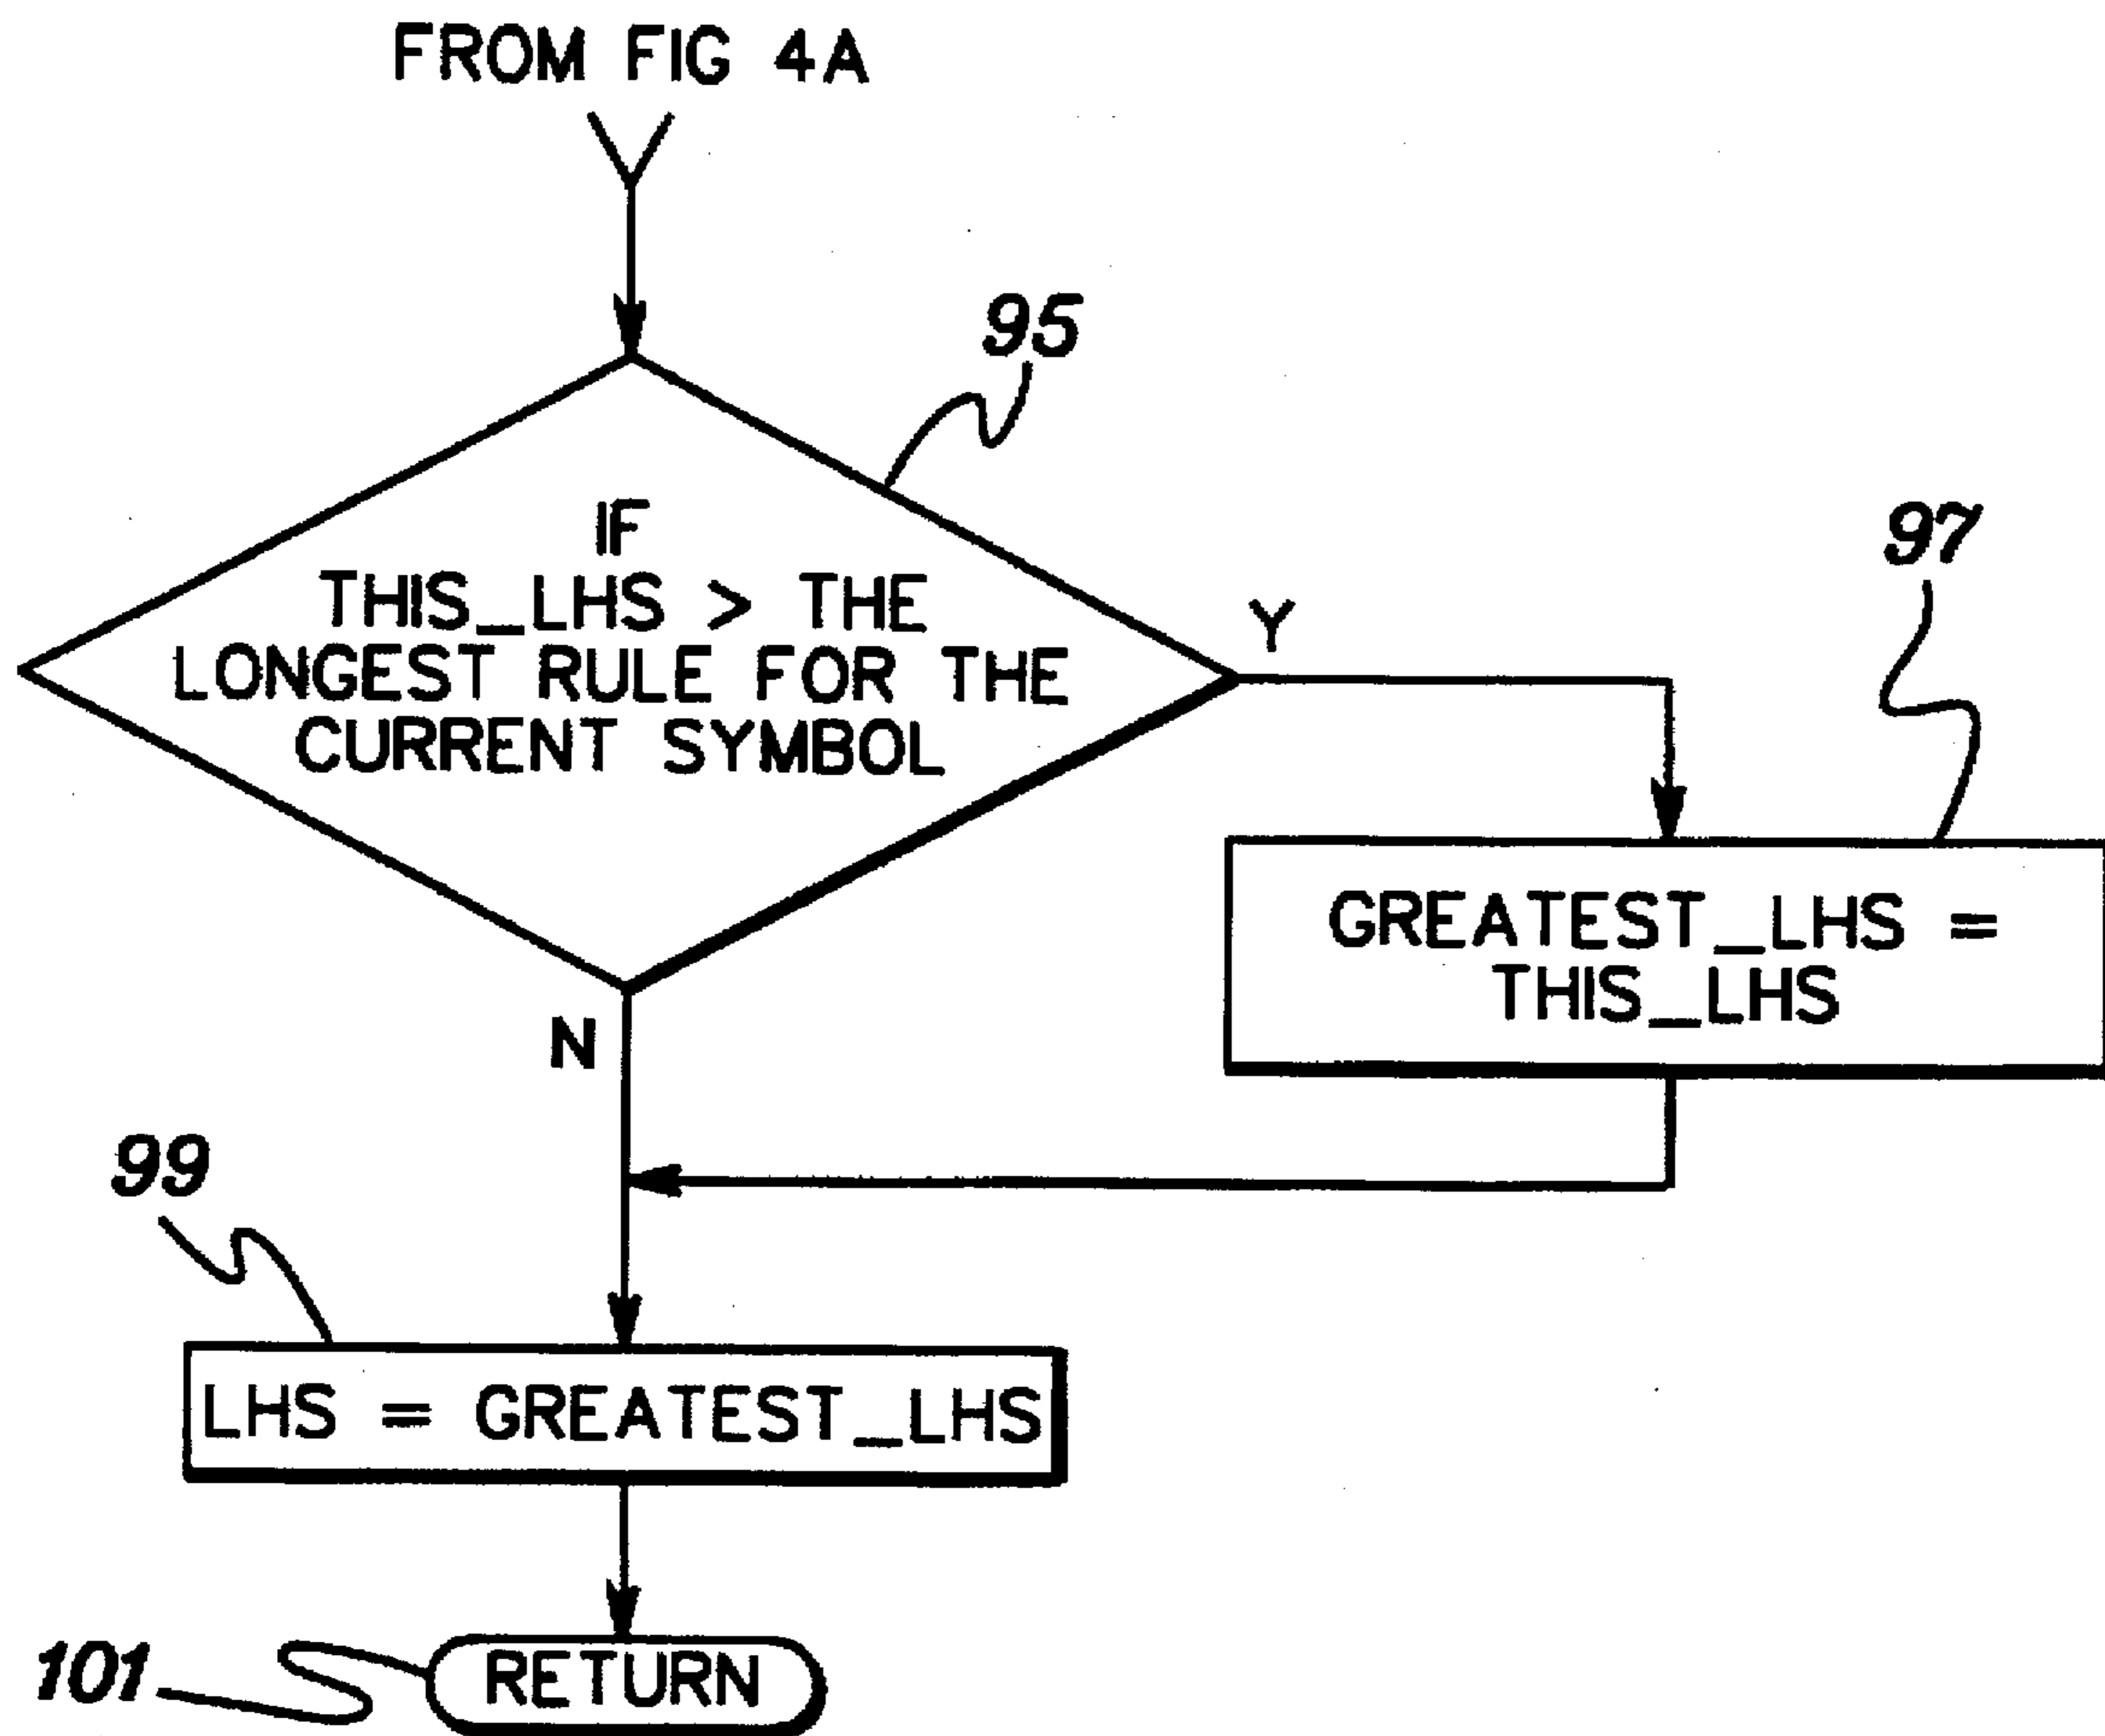 FROM FIG 4A
95
IF
THIS_LHS > THE
LONGEST RULE FOR THE
CURRENT SYMBOL
Y
97
GREATEST_LHS =
THIS_LHS
N
99
LHS = GREATEST_LHS
101
RETURN